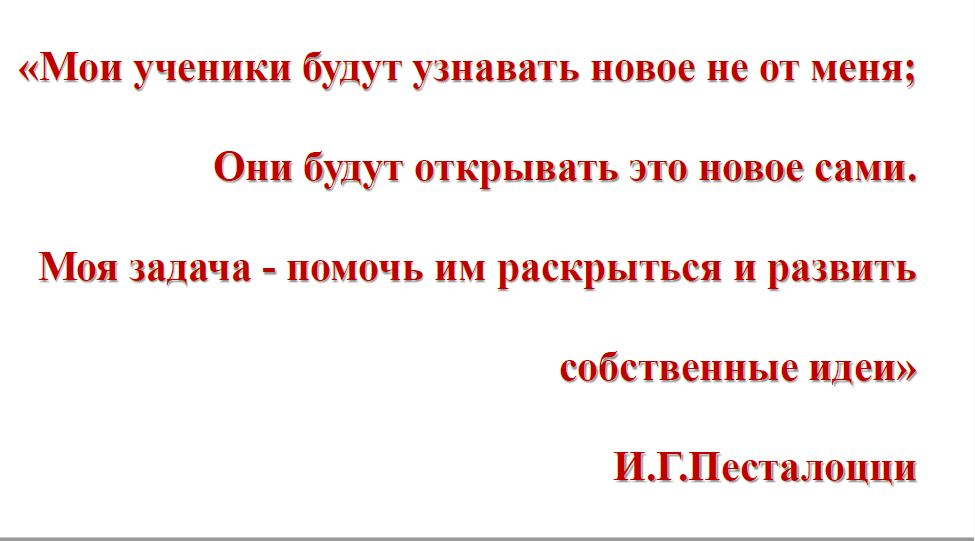 «Мои ученики будут узнавать новое не от меня;
Они будут открывать это новое сами.
Моя задача - помочь им раскрыться и развить
собственные идеи»
И.Г.Песталоцци